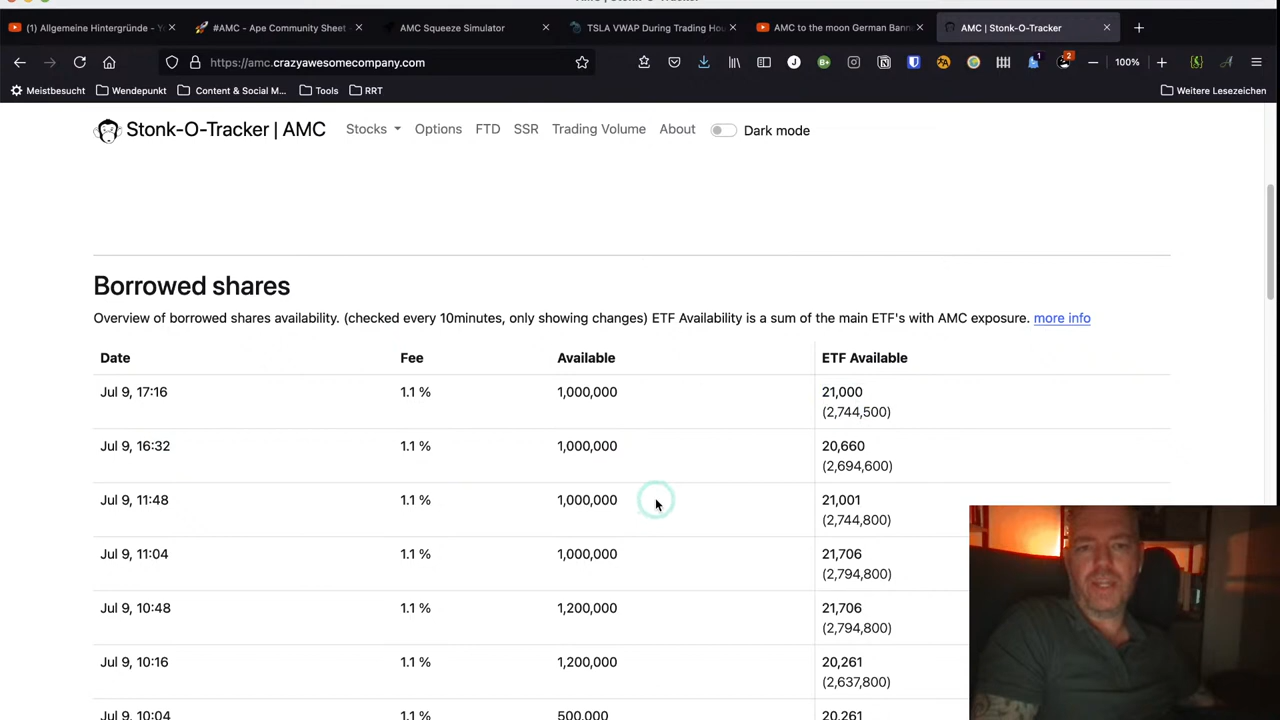 (1) Allgemeine Hintergründe - Yo
#AMC - Ape Community Sheet
AMC Squeeze Simulator
TSLA VWAP During Trading Hou
AMC to the moon German Bann
AMC | Stonk-O-Tracker
https://amc.crazyawesomecompany.com
100%
Meistbesucht
Wendepunkt
Content & Social M...
Tools
RRT
Weitere Lesezeichen
Stonk-O-Tracker | AMC
Stocks
Options
FTD
SSR
Trading Volume
About
Dark mode
Borrowed shares
Overview of borrowed shares availability. (checked every 10minutes, only showing changes) ETF Availability is a sum of the main ETF's with AMC exposure. more info
Date Fee Available ETF Available
Jul 9, 17:16 1.1 % 1,000,000 21,000
(2,744,500)
Jul 9, 16:32 1.1 % 1,000,000 20,660
(2,694,600)
Jul 9, 11:48 1.1 % 1,000,000 21,001
(2,744,800)
Jul 9, 11:04 1.1 % 1,000,000 21,706
(2,794,800)
Jul 9, 10:48 1.1 % 1,200,000 21,706
(2,794,800)
Jul 9, 10:16 1.1 % 1,200,000 20,261
(2,637,800)
Jul 9, 10:04 1.1 % 500,000 20,261